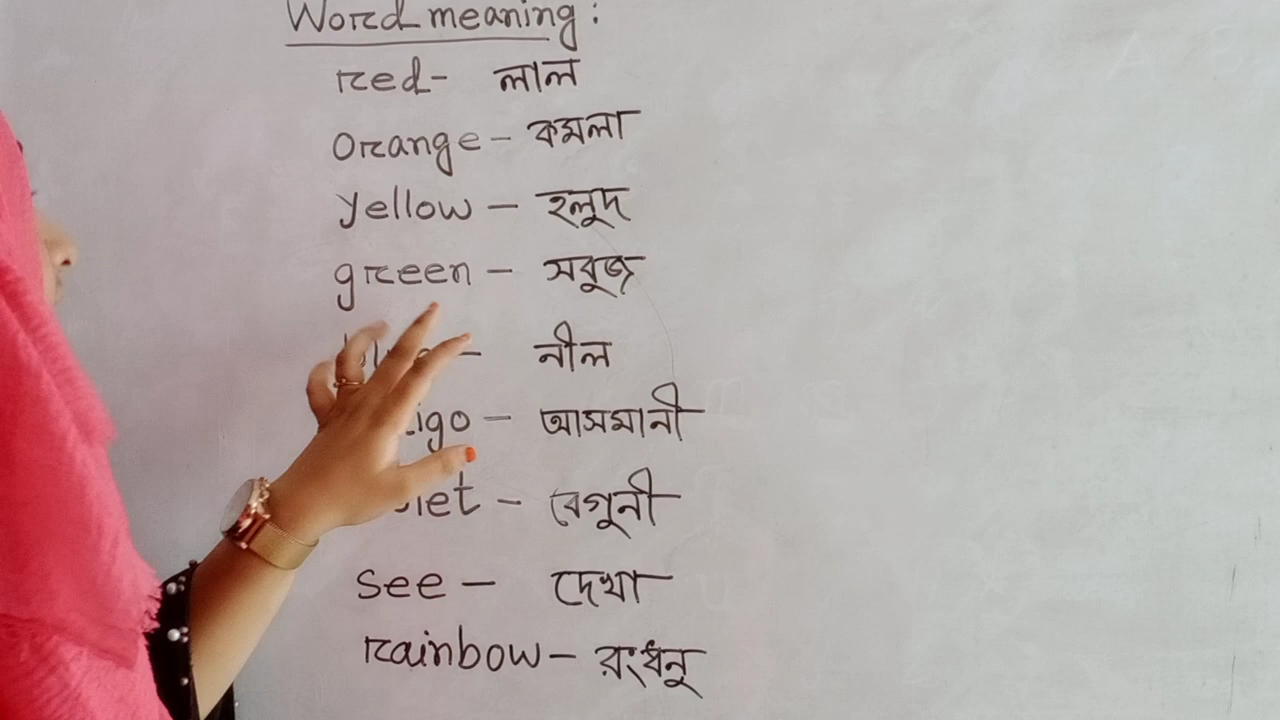 Word meaning :
red - লাল
orange - কমলা
yellow - হলুদ
green - সবুজ
- নীল
- আসমানী
- বেগুনী
see - দেখা
rainbow - রংধনু